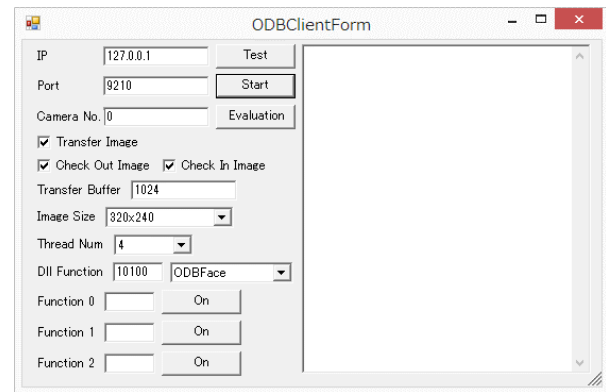 ODBClientForm
IP 127.0.0.1 Test
Port 9210 Start
Camera No. 0 Evaluation
Transfer Image
Check Out Image Check In Image
Transfer Buffer 1024
Image Size 320x240
Thread Num 4
Dll Function 10100 ODBFace
Function 0 On
Function 1 On
Function 2 On